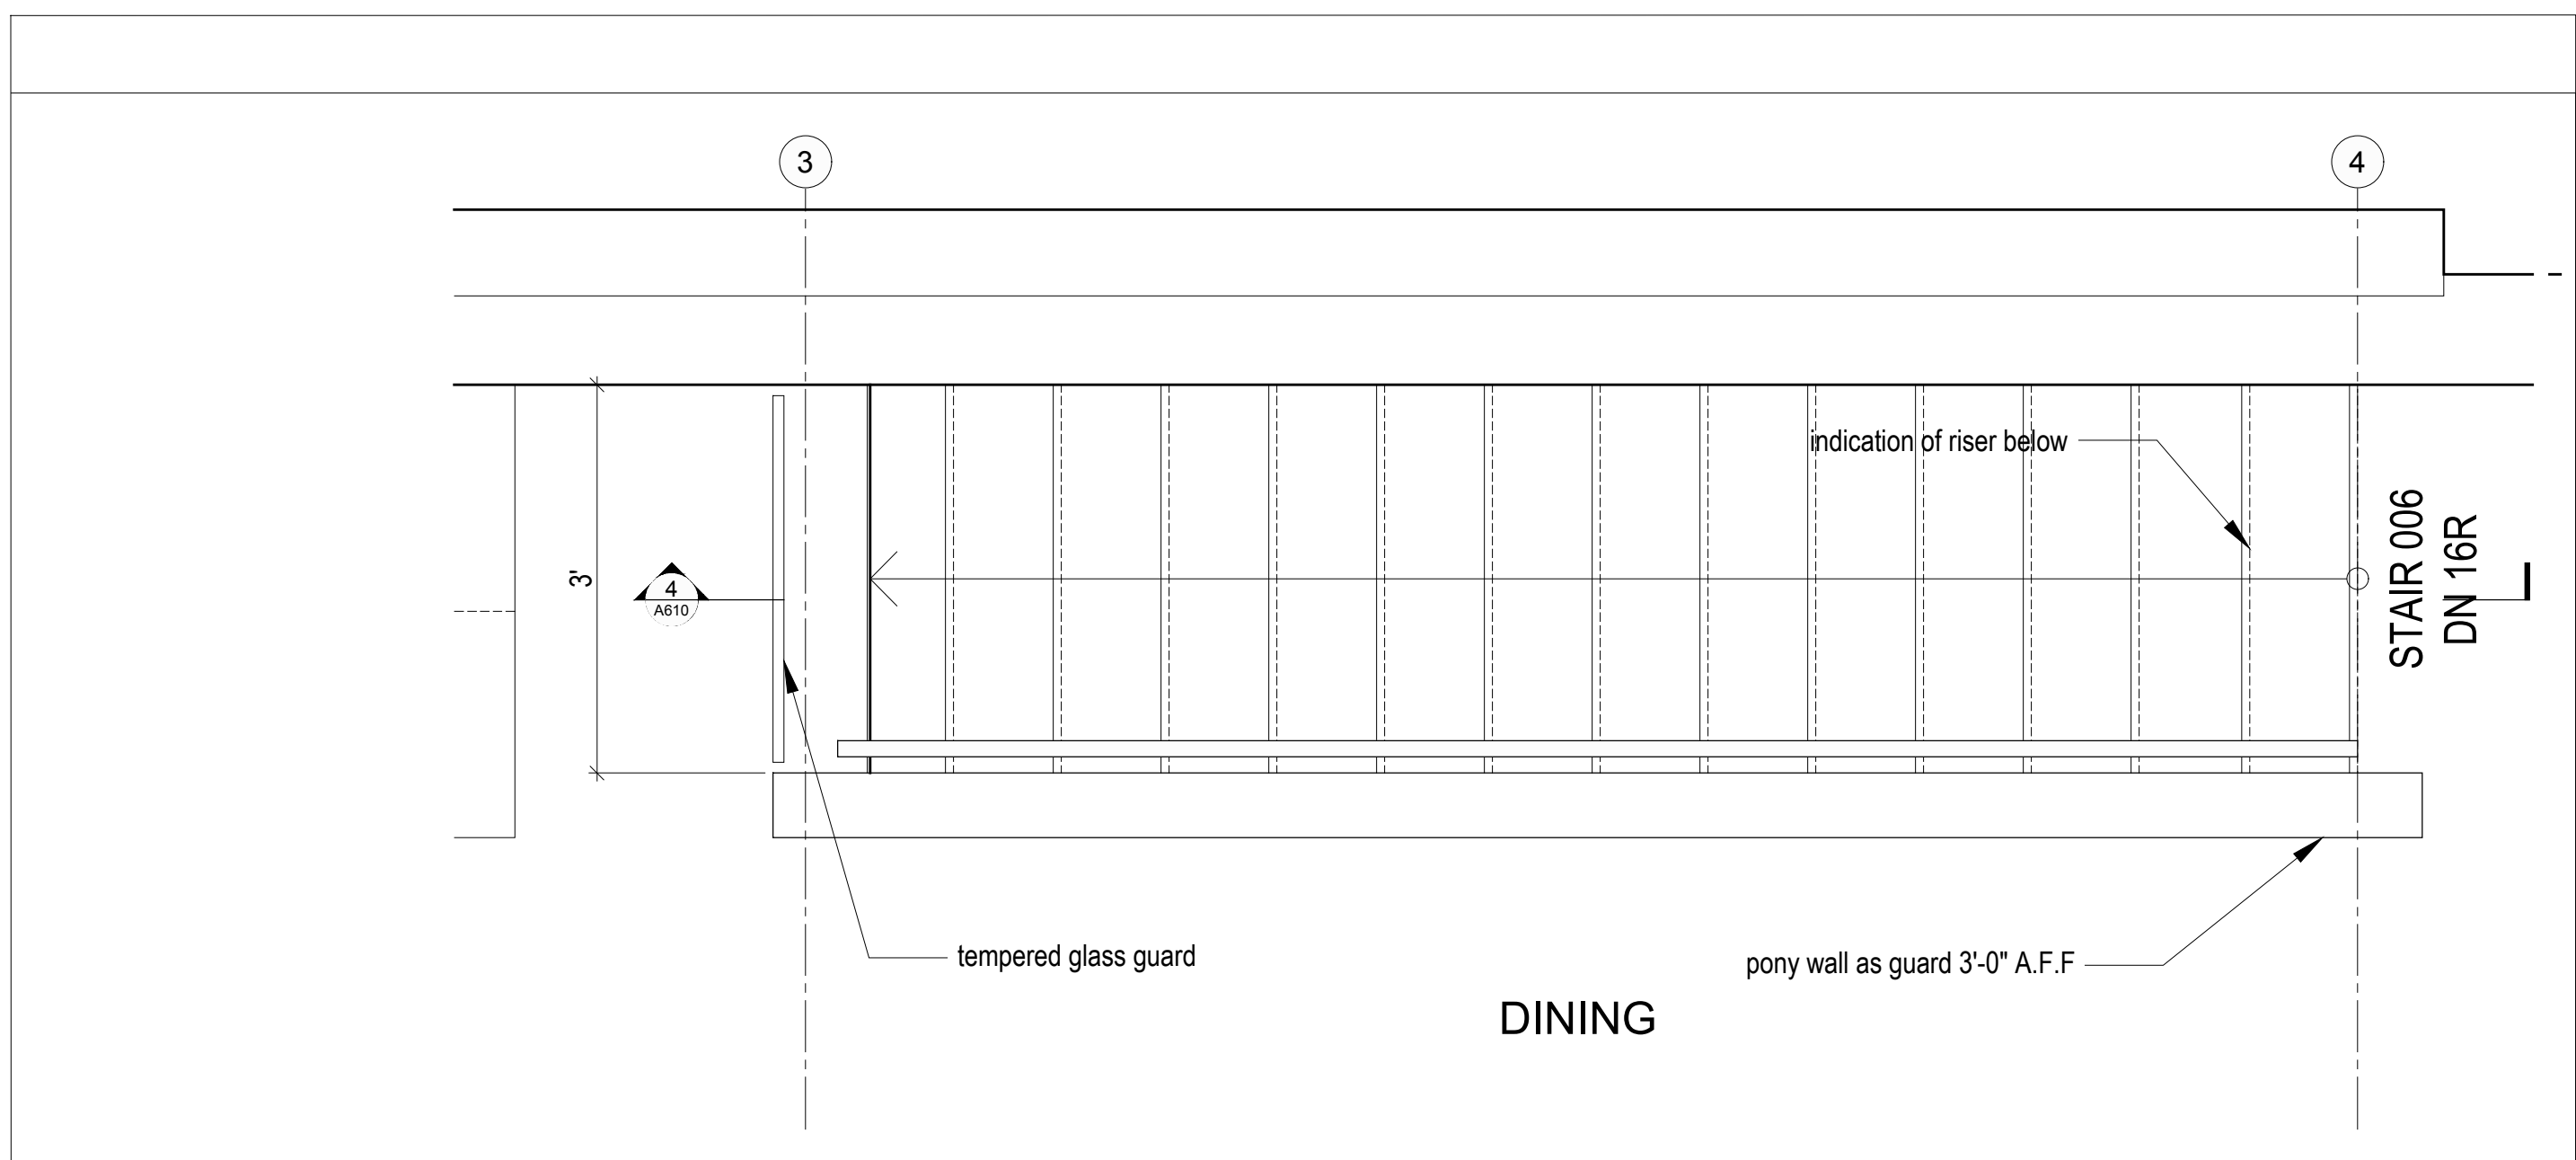 3
4
indication of riser below
STAIR 006
DN 16R
3'
4
A610
tempered glass guard
pony wall as guard 3'-0" A.F.F
DINING